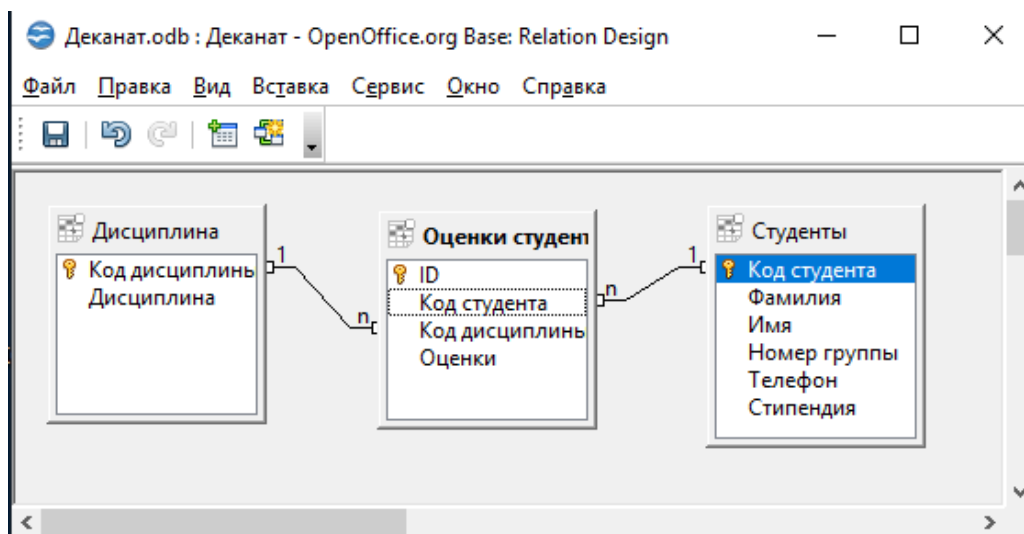 Деканат.odb : Деканат - OpenOffice.org Base: Relation Design
Файл Правка Вид Вставка Сервис Окно Справка
Дисциплина
Код дисциплины
Дисциплина
1
n
Оценки студент
ID
Код студента
Код дисциплины
Оценки
n
1
Студенты
Код студента
Фамилия
Имя
Номер группы
Телефон
Стипендия